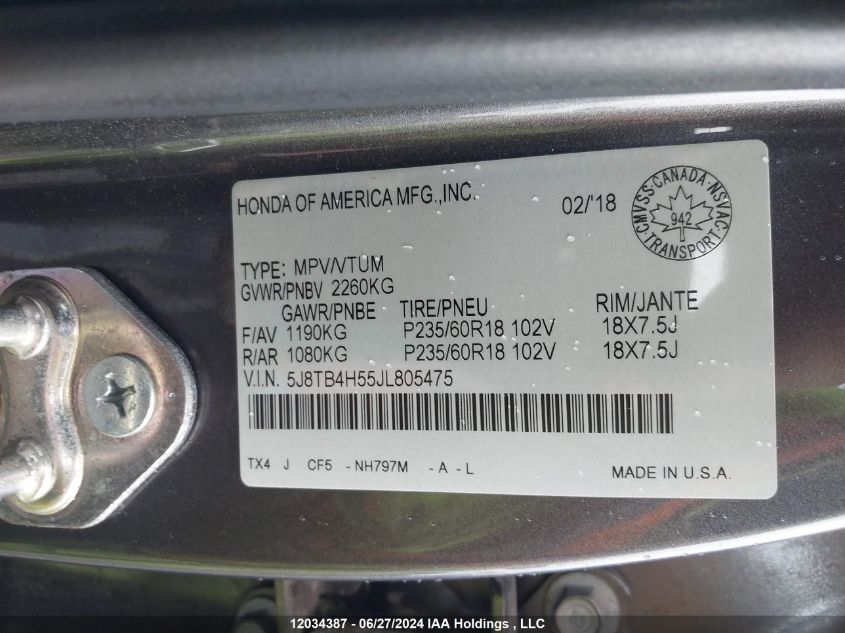 HONDA OF AMERICA MFG.,INC.
02/'18
CMVSS·CANADA·NSVAC
942
·TRANSPORT·
TYPE: MPV/VTUM
GVWR/PNBV 2260KG
GAWR/PNBE TIRE/PNEU RIM/JANTE
F/AV 1190KG P235/60R18 102V 18X7.5J
R/AR 1080KG P235/60R18 102V 18X7.5J
V.I.N. 5J8TB4H55JL805475
TX4 J CF5 -NH797M -A -L
MADE IN U.S.A.
12034387 - 06/27/2024 IAA Holdings , LLC